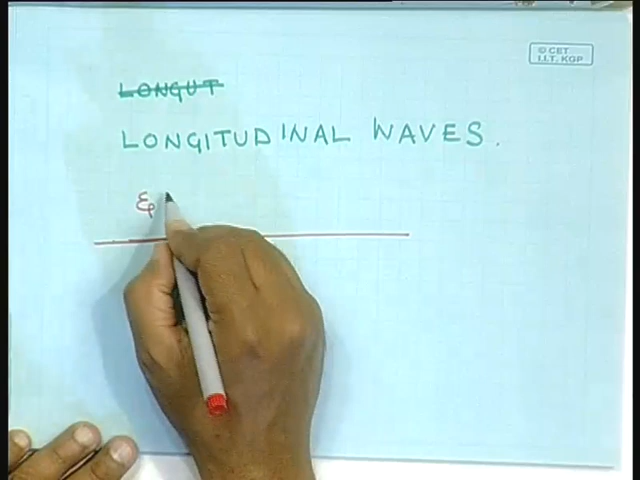 © CET
I.I.T. KGP
LONGUT
LONGITUDINAL WAVES.
ξ